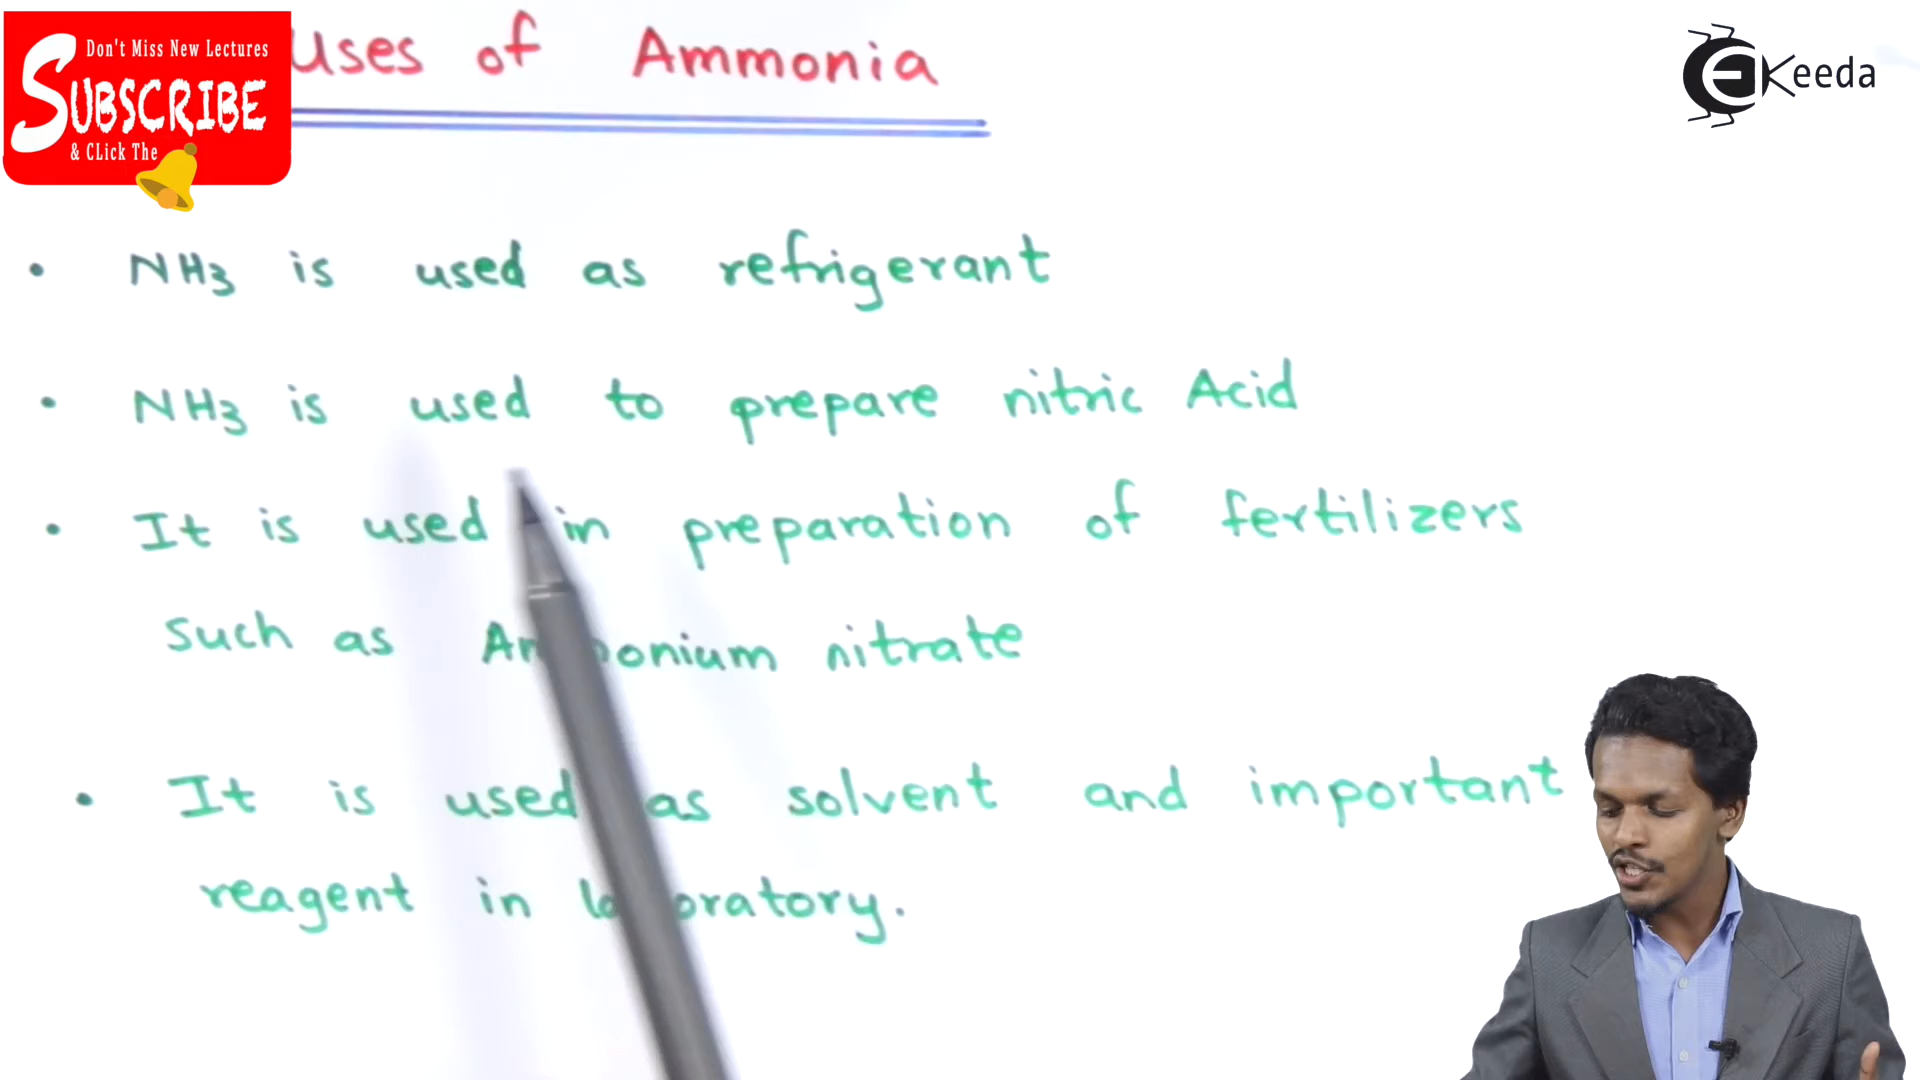 Don't Miss New Lectures
SUBSCRIBE
& CLick The
Uses of Ammonia
Keeda
• NH3 is used as refrigerant
• NH3 is used to prepare nitric Acid
• It is used in preparation of fertilizers
such as nitrate
• It is used as solvent and important
reagent in